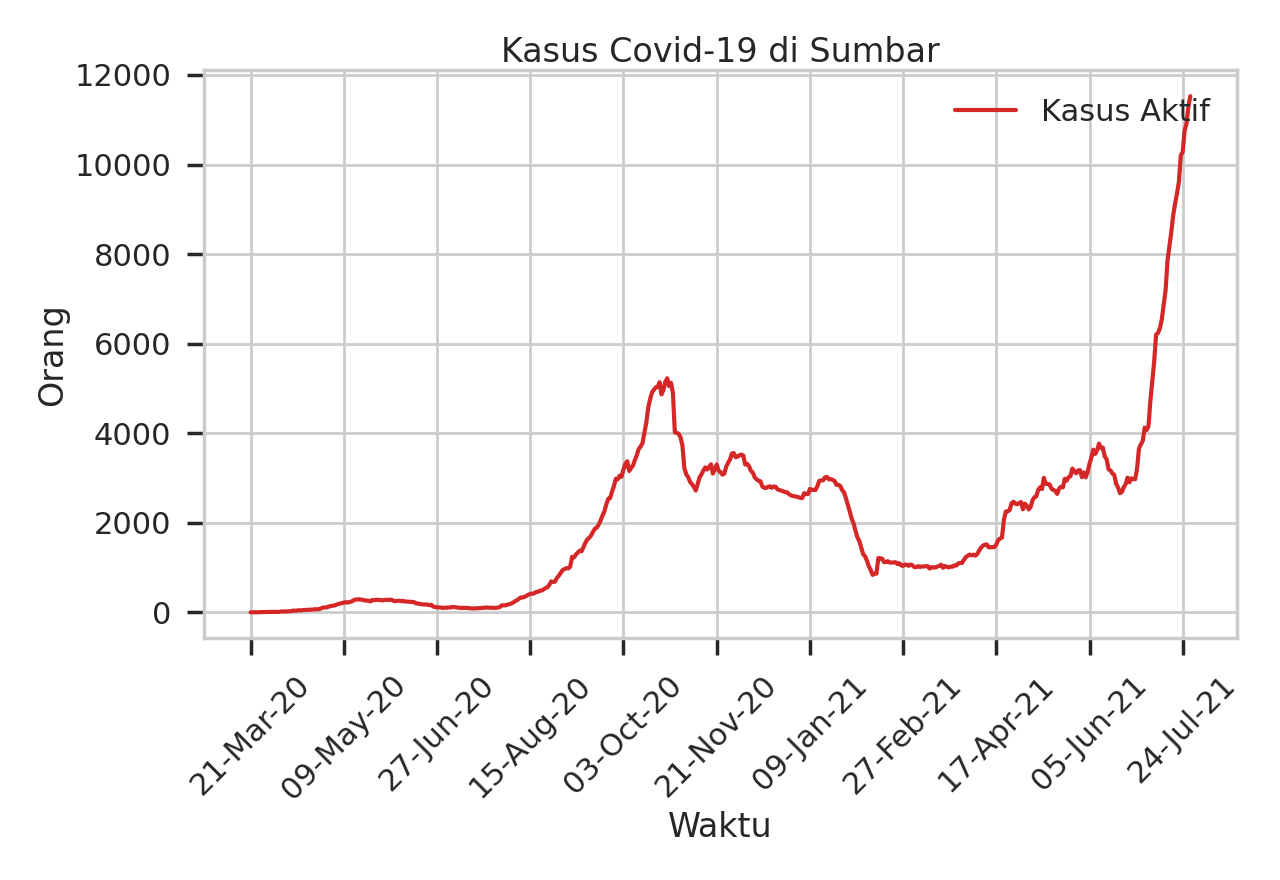 Kasus Covid-19 di Sumbar
12000
10000
8000
6000
4000
2000
0
Orang
Kasus Aktif
21-Mar-20
09-May-20
27-Jun-20
15-Aug-20
03-Oct-20
21-Nov-20
09-Jan-21
27-Feb-21
17-Apr-21
05-Jun-21
24-Jul-21
Waktu